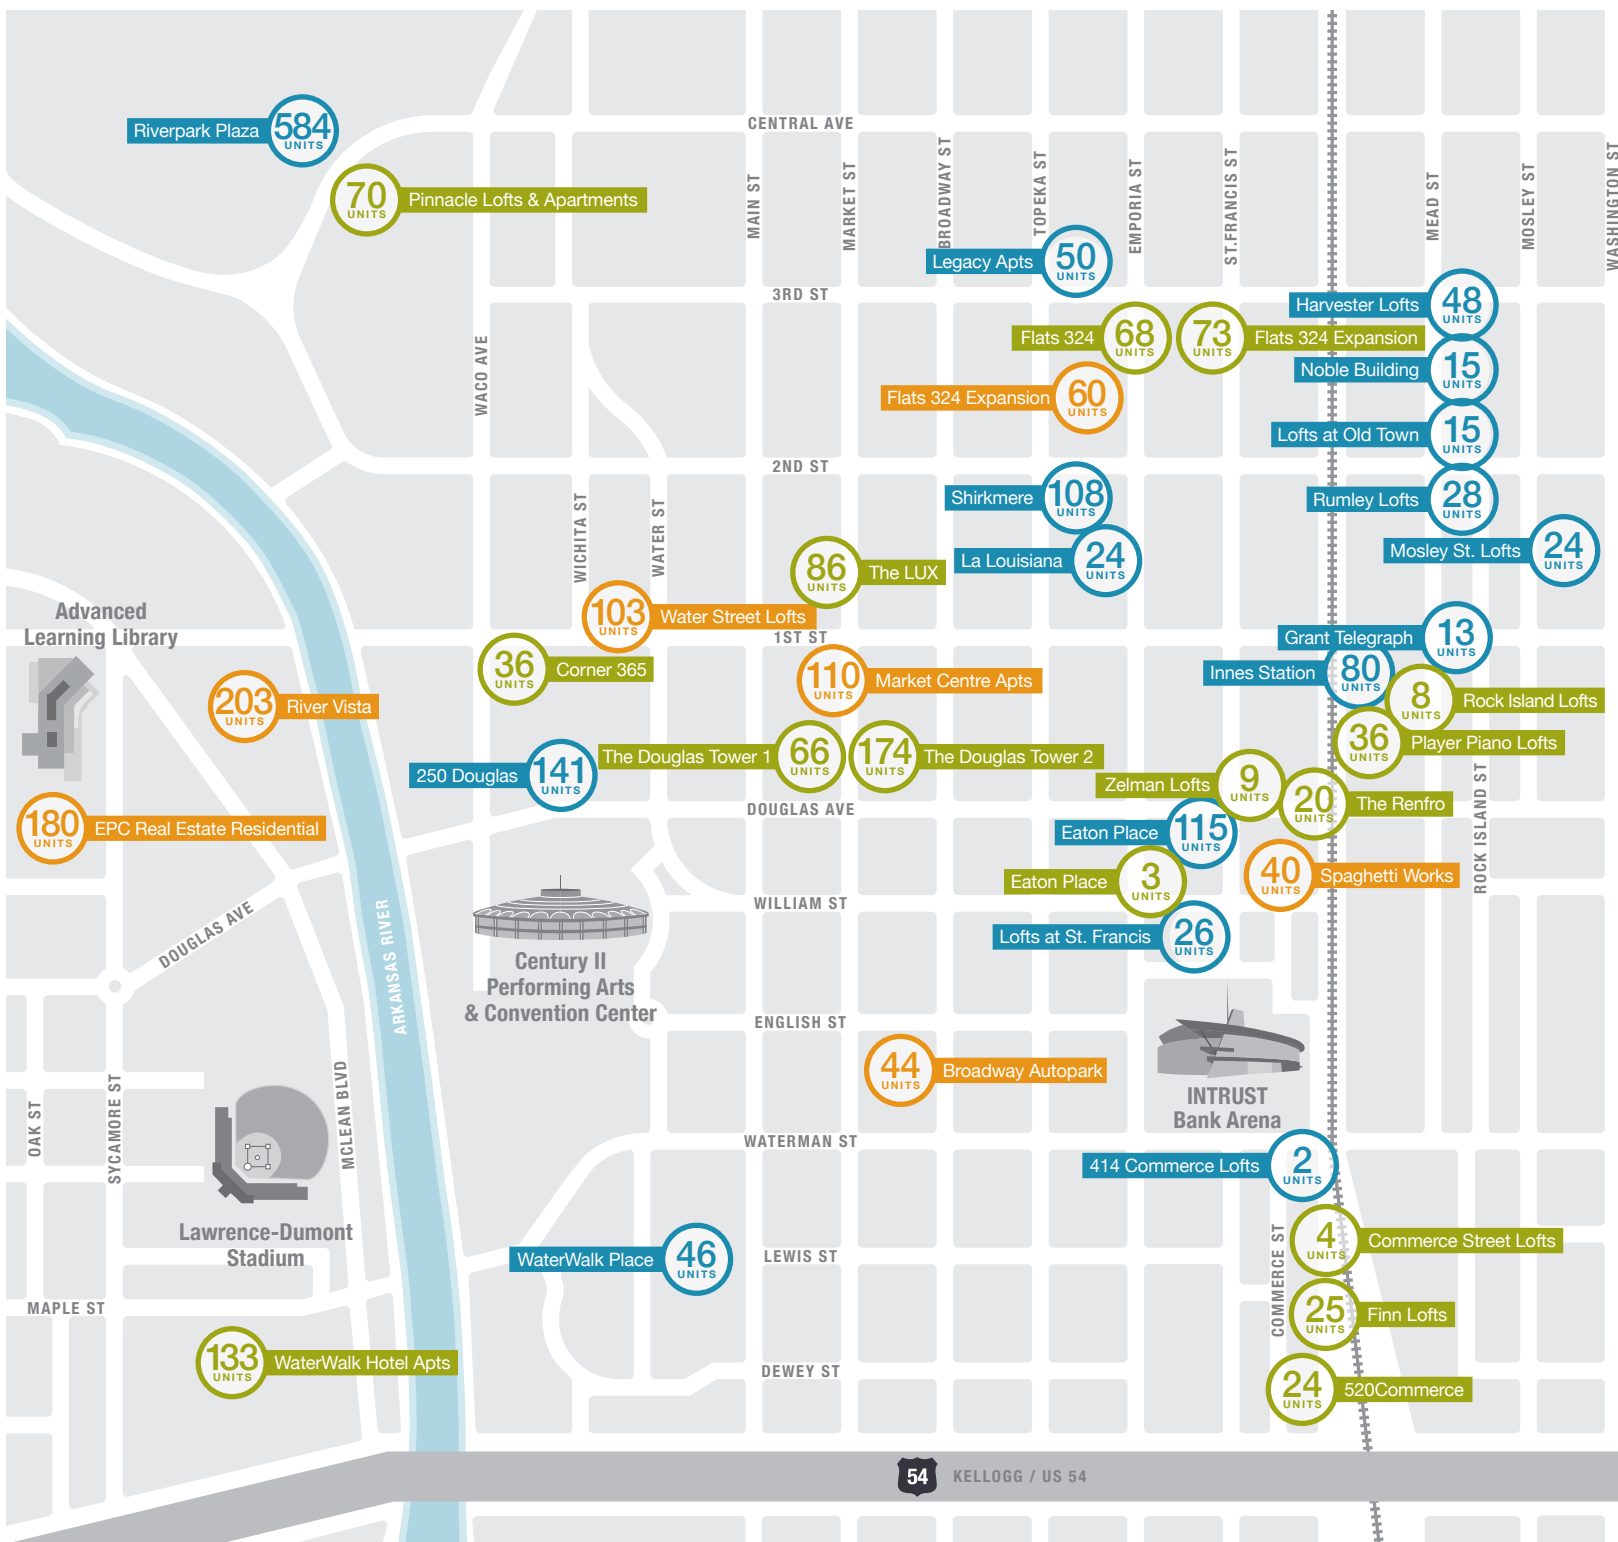 CENTRAL AVE
Riverpark Plaza
584
UNITS
70
UNITS
Pinnacle Lofts & Apartments
MAIN ST
MARKET ST
BROADWAY ST
TOPEKA ST
EMPORIA ST
ST.FRANCIS ST
MEAD ST
MOSLEY ST
WASHINGTON ST
Legacy Apts
50
UNITS
3RD ST
Harvester Lofts
48
UNITS
Flats 324
68
UNITS
73
UNITS
Flats 324 Expansion
WACO AVE
Noble Building
15
UNITS
Flats 324 Expansion
60
UNITS
Lofts at Old Town
15
UNITS
2ND ST
Shirkmere
108
UNITS
Rumley Lofts
28
UNITS
WICHITA ST
WATER ST
La Louisiana
24
UNITS
Mosley St. Lofts
24
UNITS
86
UNITS
The LUX
Advanced
Learning Library
103
UNITS
Water Street Lofts
1ST ST
Grant Telegraph
13
UNITS
36
UNITS
Corner 365
Innes Station
80
UNITS
110
UNITS
Market Centre Apts
8
UNITS
Rock Island Lofts
203
UNITS
River Vista
36
UNITS
Player Piano Lofts
The Douglas Tower 1
66
UNITS
174
UNITS
The Douglas Tower 2
250 Douglas
141
UNITS
Zelman Lofts
9
UNITS
20
UNITS
The Renfro
DOUGLAS AVE
ROCK ISLAND ST
180
UNITS
EPC Real Estate Residential
Eaton Place
115
UNITS
Eaton Place
3
UNITS
40
UNITS
Spaghetti Works
WILLIAM ST
DOUGLAS AVE
ARKANSAS RIVER
Lofts at St. Francis
26
UNITS
Century II
Performing Arts
& Convention Center
ENGLISH ST
44
UNITS
Broadway Autopark
INTRUST
Bank Arena
OAK ST
SYCAMORE ST
MCLEAN BLVD
WATERMAN ST
414 Commerce Lofts
2
UNITS
Lawrence-Dumont
Stadium
WaterWalk Place
46
UNITS
LEWIS ST
COMMERCE ST
4
UNITS
Commerce Street Lofts
MAPLE ST
25
UNITS
Finn Lofts
133
UNITS
WaterWalk Hotel Apts
DEWEY ST
24
UNITS
520Commerce
54
KELLOGG / US 54